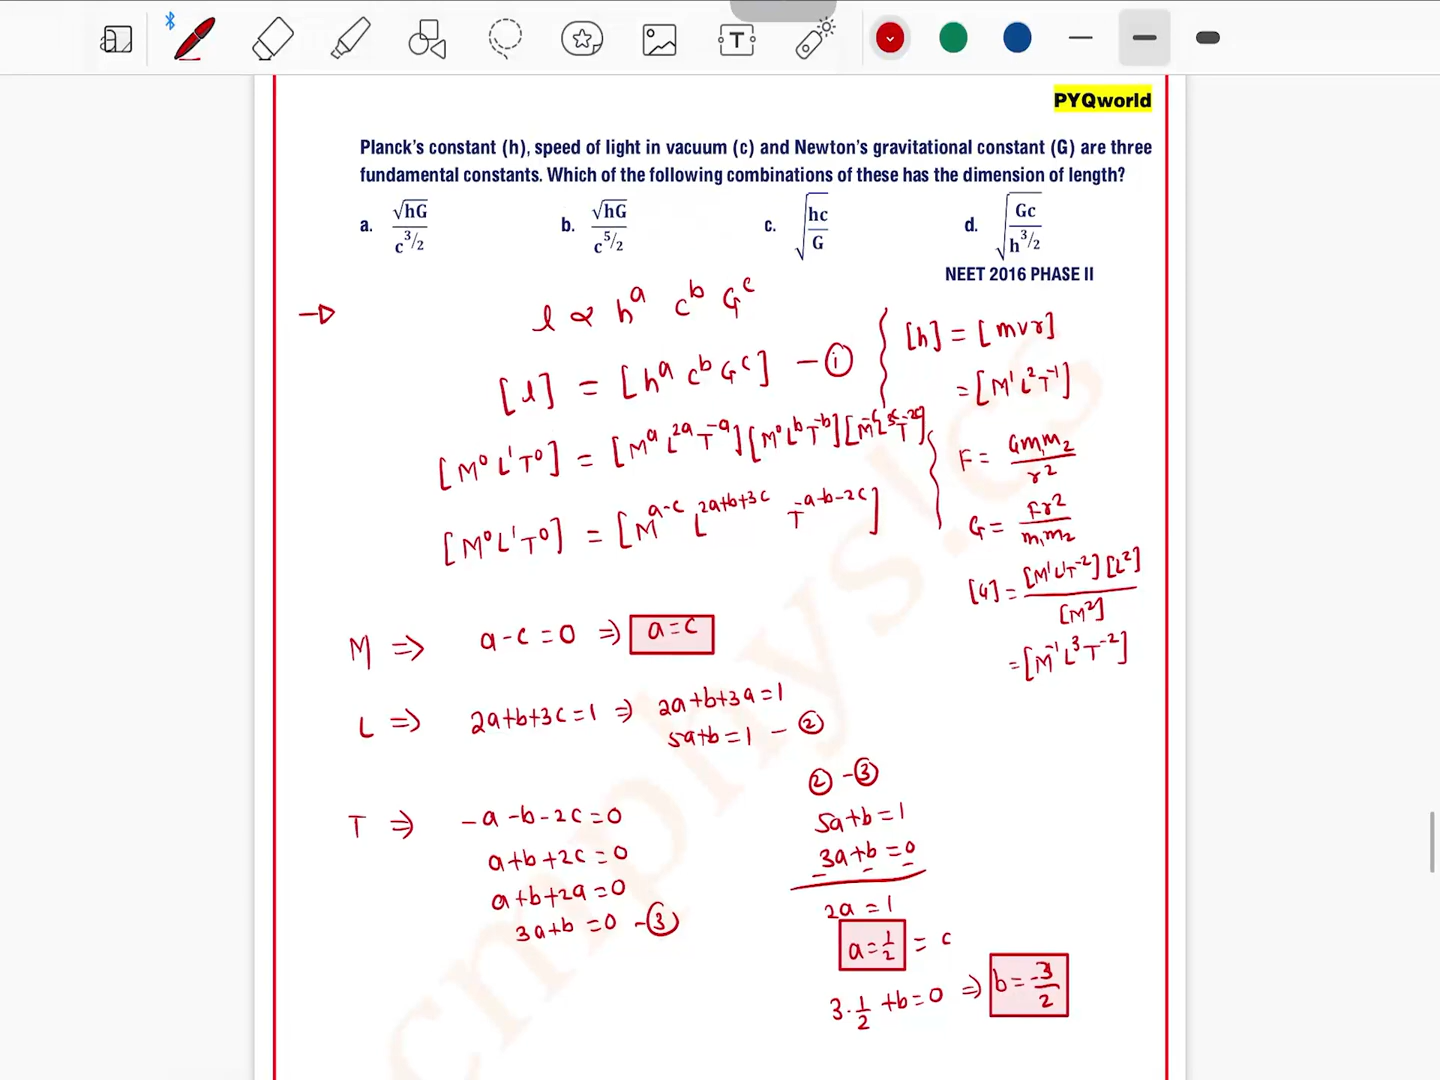 PYQworld
Planck's constant (h), speed of light in vacuum (c) and Newton's gravitational constant (G) are three
fundamental constants. Which of the following combinations of these has the dimension of length?
a. √hG / c^3/2 b. √hG / c^5/2 c. √(hc / G) d. √(Gc / h^3/2)
NEET 2016 PHASE II
l ∝ h^a c^b G^c
[l] = [h^a c^b G^c] – ①
[M^0 L^1 T^0] = [M^a L^2a T^-a] [M^0 L^b T^-b] [M^-c L^3c T^-2c]
[M^0 L^1 T^0] = [M^a-c L^2a+b+3c T^-a-b-2c]
[h] = [mvr]
= [M^1 L^2 T^-1]
F = Gm₁m₂ / r^2
G = Fr^2 / m₁m₂
[G] = [M^1 L^1 T^-2] [L^2] / [M^2]
= [M^-1 L^3 T^-2]
M ⇒ a-c=0 ⇒ a=c
L ⇒ 2a+b+3c=1 ⇒ 2a+b+3a=1
5a+b=1 – ②
T ⇒ -a-b-2c=0
a+b+2c=0
a+b+2a=0
3a+b=0 – ③
② - ③
5a+b=1
3a+b=0
- - -
2a=1
a=1/2 = c
3·1/2+b=0 ⇒ b=-3/2
cmphysics